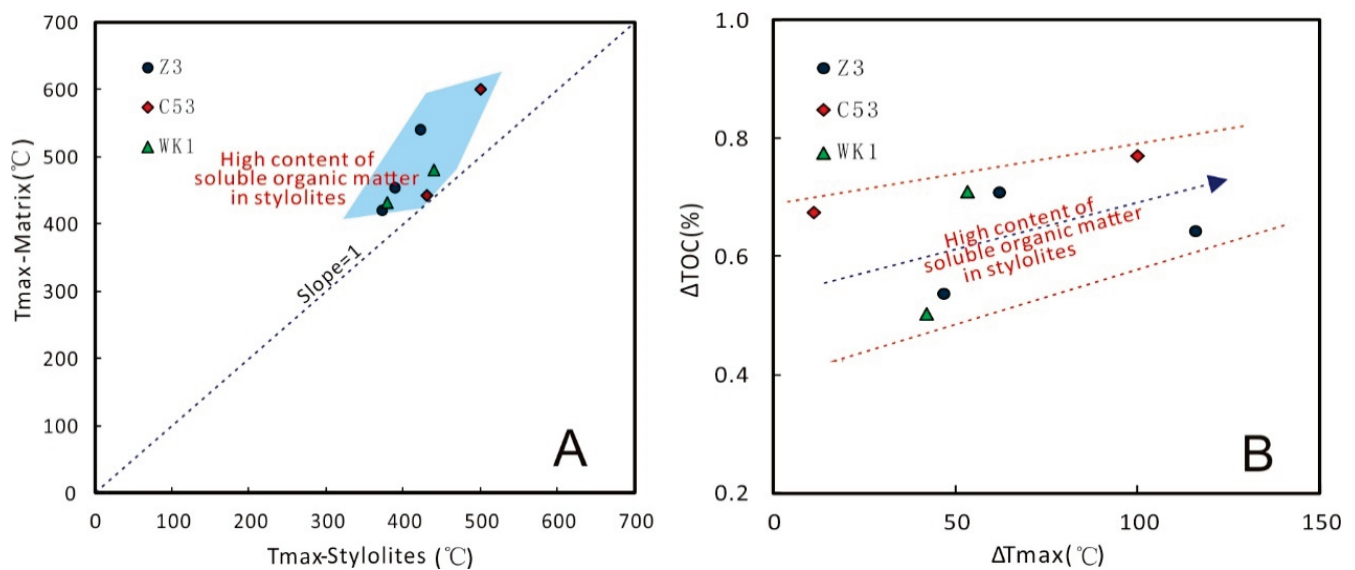 700
600
500
400
300
200
100
0
0
100
200
300
400
500
600
700
Tmax-Matrix(℃)
Tmax-Stylolites (℃)
Z3
C53
WK1
High content of
soluble organic matter
in stylolites
Slope=1
A
1.0
0.8
0.6
0.4
0.2
0
50
100
150
ΔTOC(%)
ΔTmax(℃)
Z3
C53
WK1
High content of
soluble organic matter
in stylolites
B